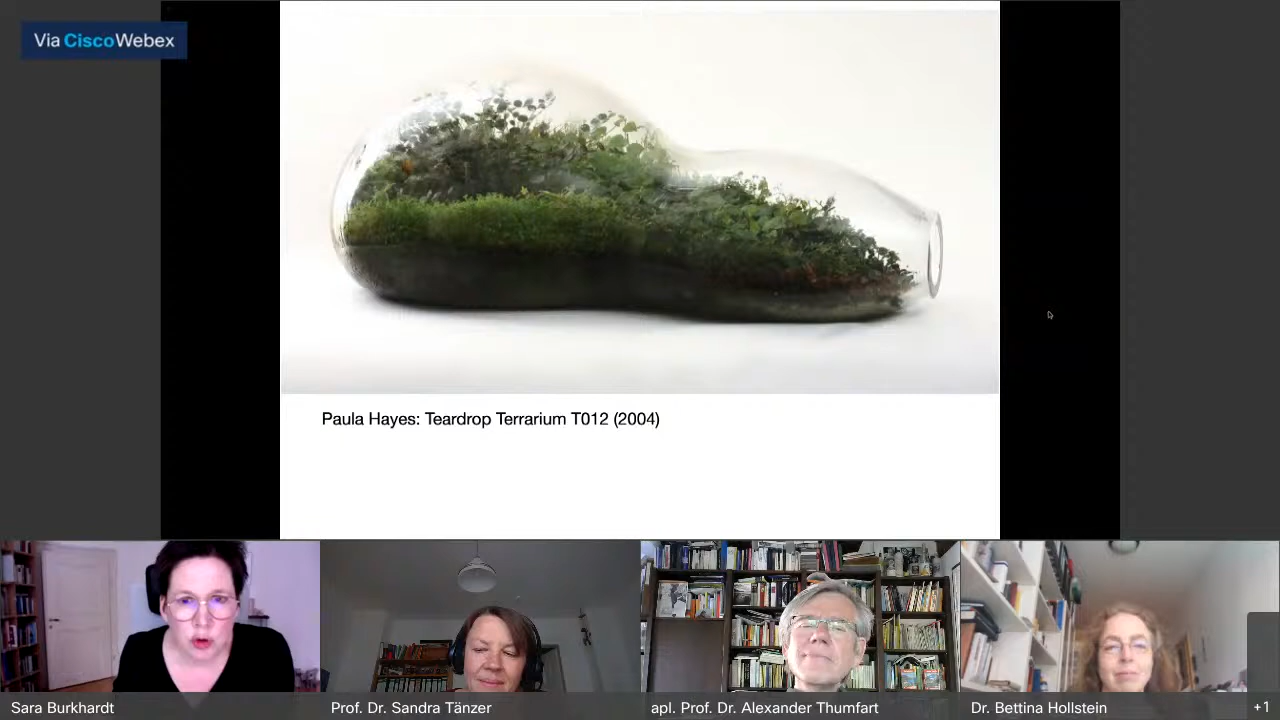 Via CiscoWebex
Paula Hayes: Teardrop Terrarium T012 (2004)
Sara Burkhardt
Prof. Dr. Sandra Tänzer
apl. Prof. Dr. Alexander Thumfart
Dr. Bettina Hollstein
+1